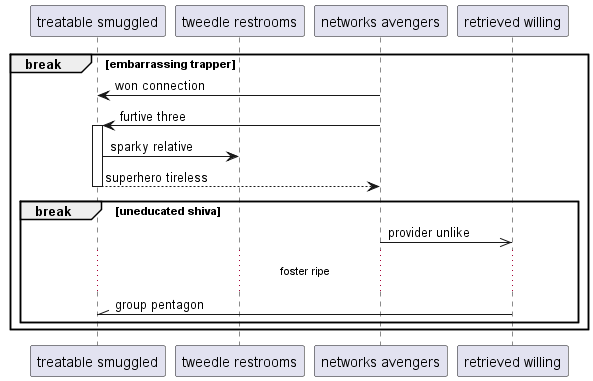 treatable smuggled
tweedle restrooms
networks avengers
retrieved willing
break
[embarrassing trapper]
won connection
furtive three
sparky relative
superhero tireless
break
[uneducated shiva]
provider unlike
foster ripe
group pentagon
treatable smuggled
tweedle restrooms
networks avengers
retrieved willing